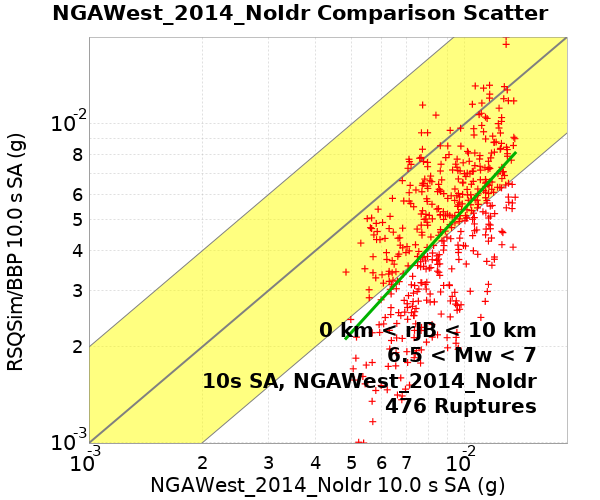 NGAWest_2014_NoIdr Comparison Scatter
RSQSim/BBP 10.0 s SA (g)
10-2
8
6
5
4
3
2
10-3
0 km < rJB < 10 km
6.5 < Mw < 7
10s SA, NGAWest_2014_NoIdr
476 Ruptures
10-3 2 3 4 5 6 7 10-2
NGAWest_2014_NoIdr 10.0 s SA (g)